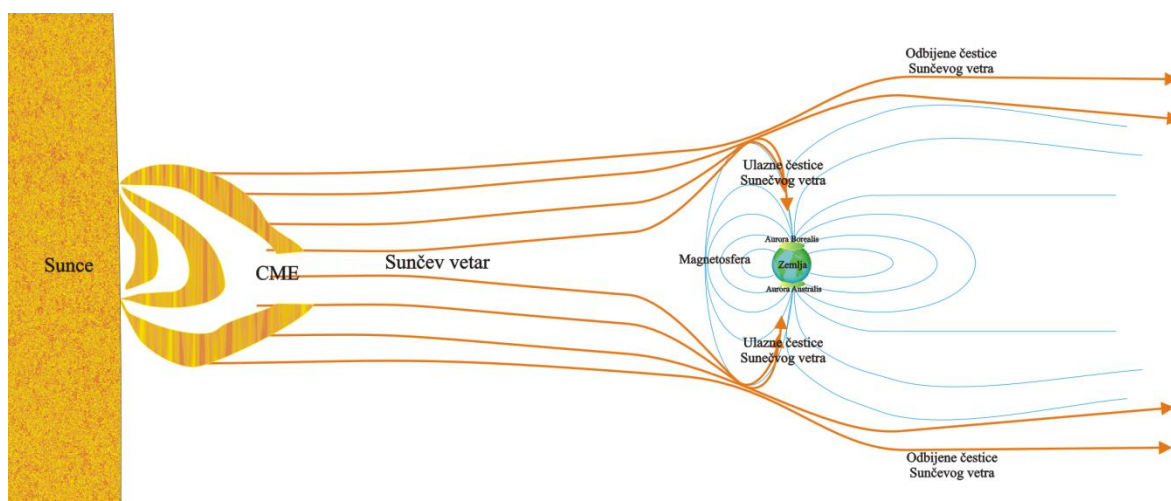 Odbijene čestice
Sunčevog vetra
Ulazne čestice
Sunečvog vetra
Aurora Borealis
Sunce
CME
Sunčev vetar
Magnetosfera
Zemlja
Aurora Australis
Ulazne čestice
Sunečvog vetra
Odbijene čestice
Sunčevog vetra